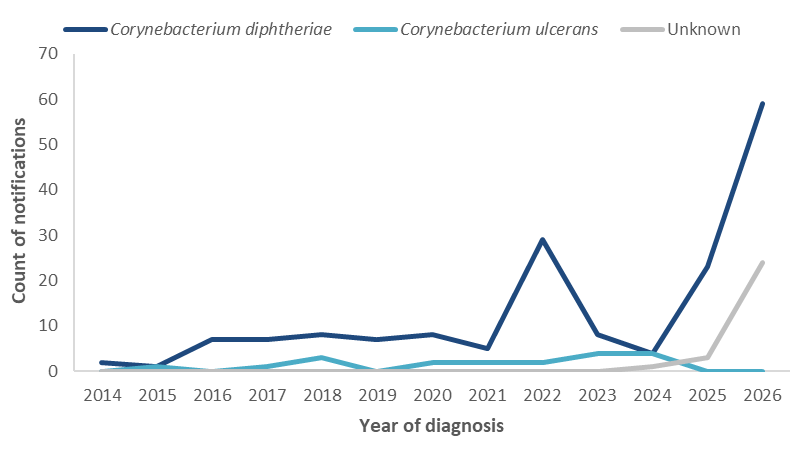 Corynebacterium diphtheriae Corynebacterium ulcerans Unknown
70
60
50
40
30
20
10
0
Count of notifications
2014 2015 2016 2017 2018 2019 2020 2021 2022 2023 2024 2025 2026
Year of diagnosis